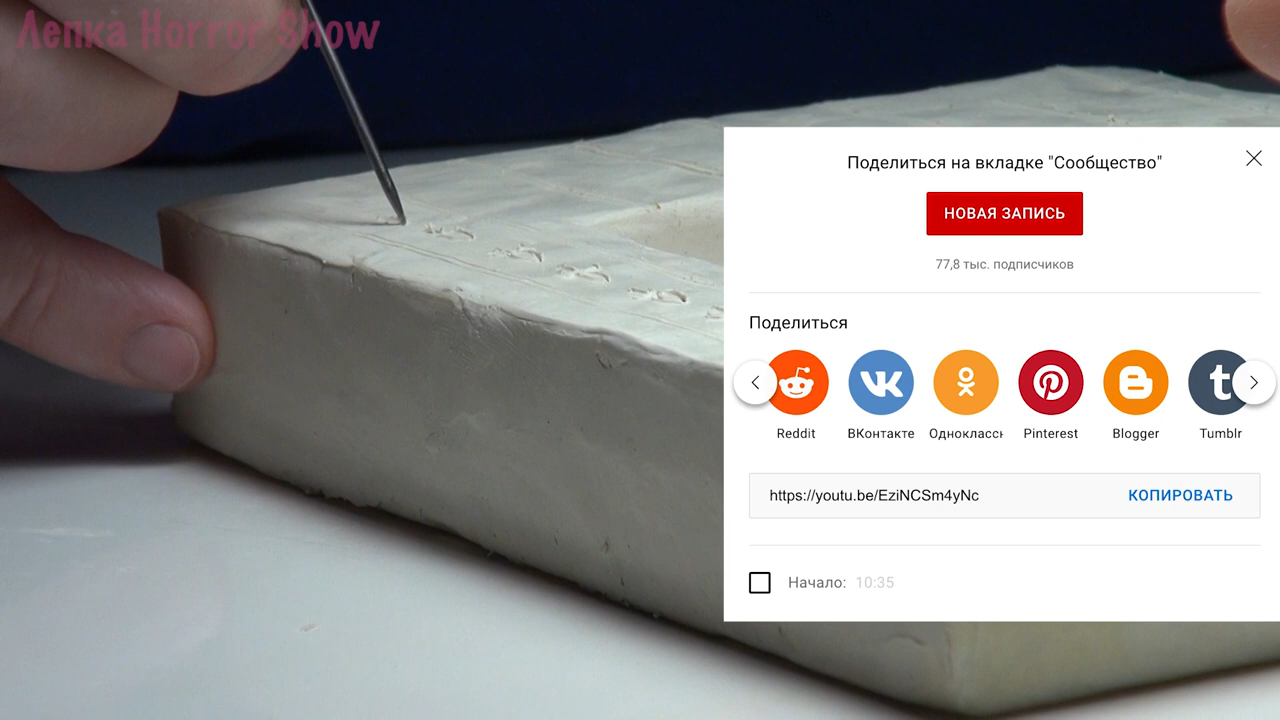 Лепка Horror Show
Поделиться на вкладке "Сообщество"
НОВАЯ ЗАПИСЬ
77,8 тыс. подписчиков
Поделиться
Reddit
ВКонтакте
Одноклассн
Pinterest
Blogger
Tumblr
https://youtu.be/EziNCSm4yNc
КОПИРОВАТЬ
Начало: 10:35